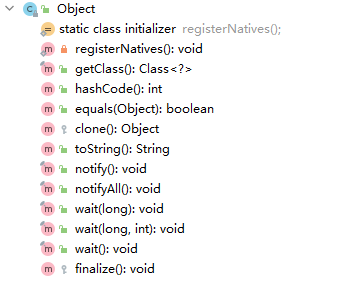 Object
static class initializer registerNatives();
registerNatives(): void
getClass(): Class<?>
hashCode(): int
equals(Object): boolean
clone(): Object
toString(): String
notify(): void
notifyAll(): void
wait(long): void
wait(long, int): void
wait(): void
finalize(): void